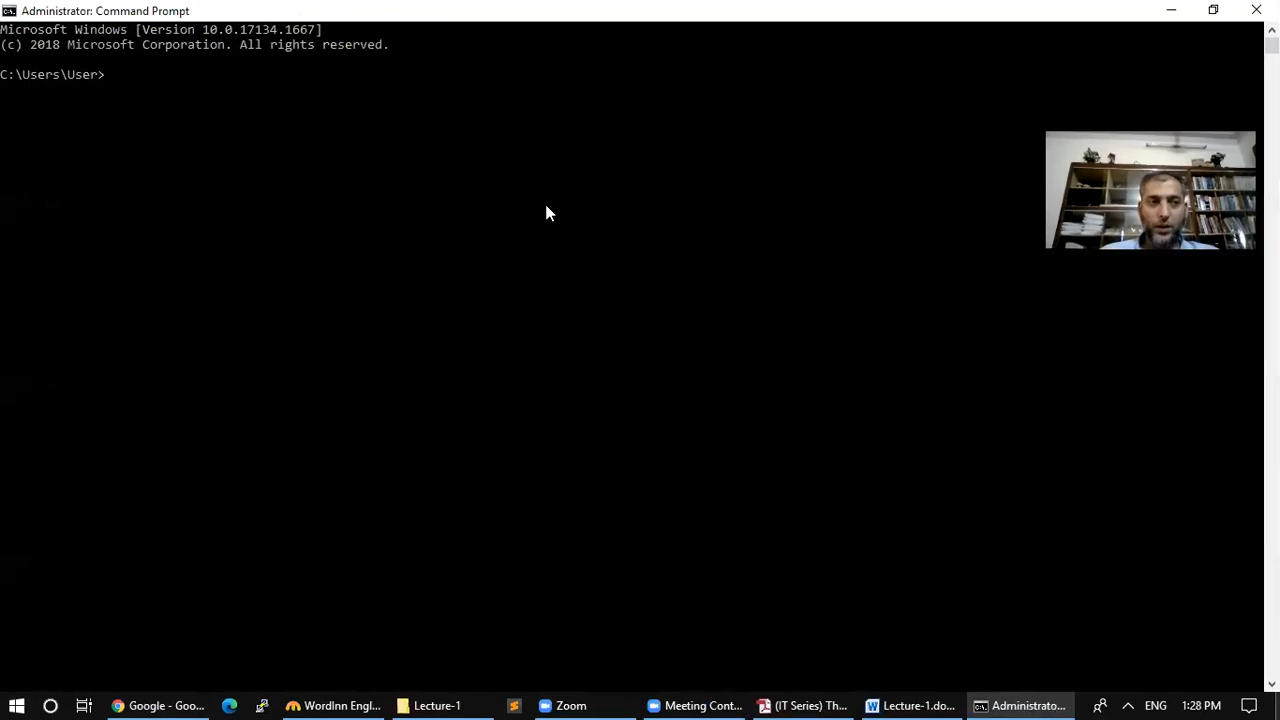 Administrator: Command Prompt
Microsoft Windows [Version 10.0.17134.1667]
(c) 2018 Microsoft Corporation. All rights reserved.
C:\Users\User>
Google - Goo...
WordInn Engl...
Lecture-1
Zoom
Meeting Cont...
(IT Series) Th...
Lecture-1.do...
Administrato...
ENG
1:28 PM